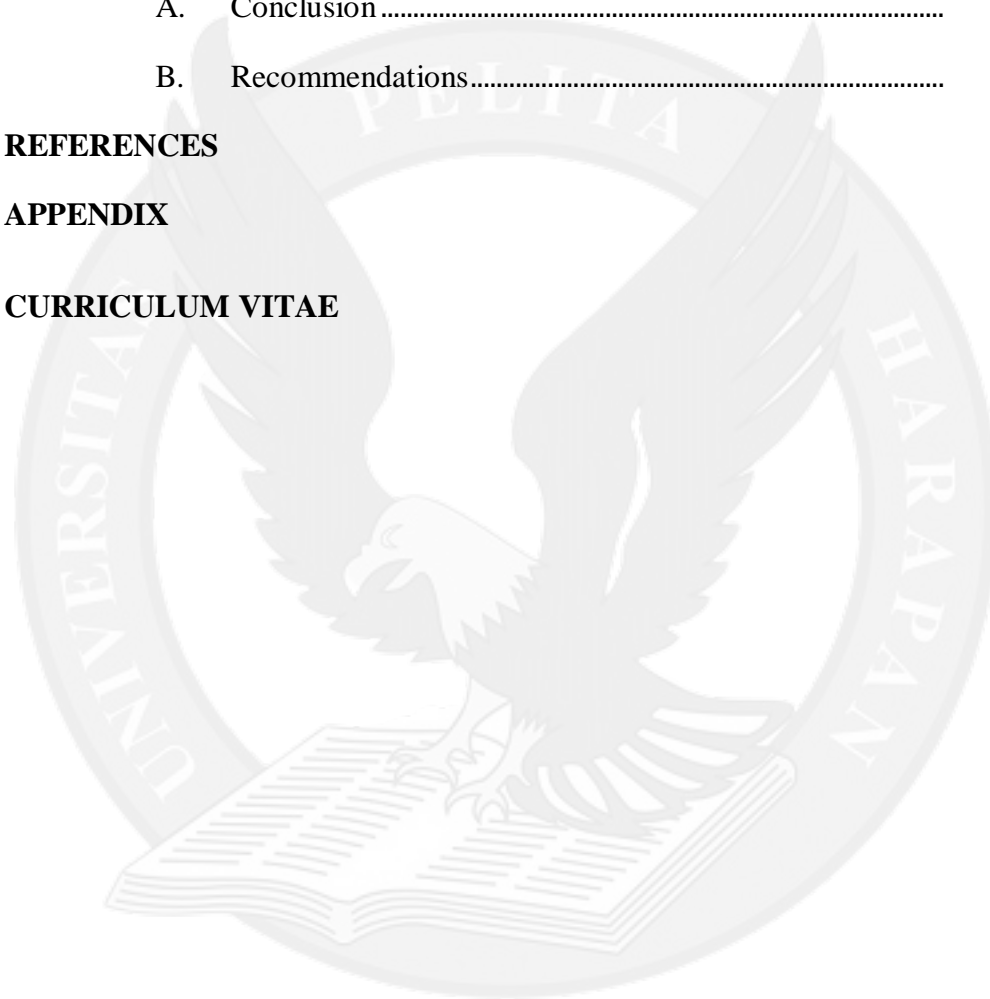 A. Conclusion ........................................................................................
B. Recommendations..........................................................................
REFERENCES
APPENDIX
CURRICULUM VITAE
UNIVERSITAS PELITA HARAPAN